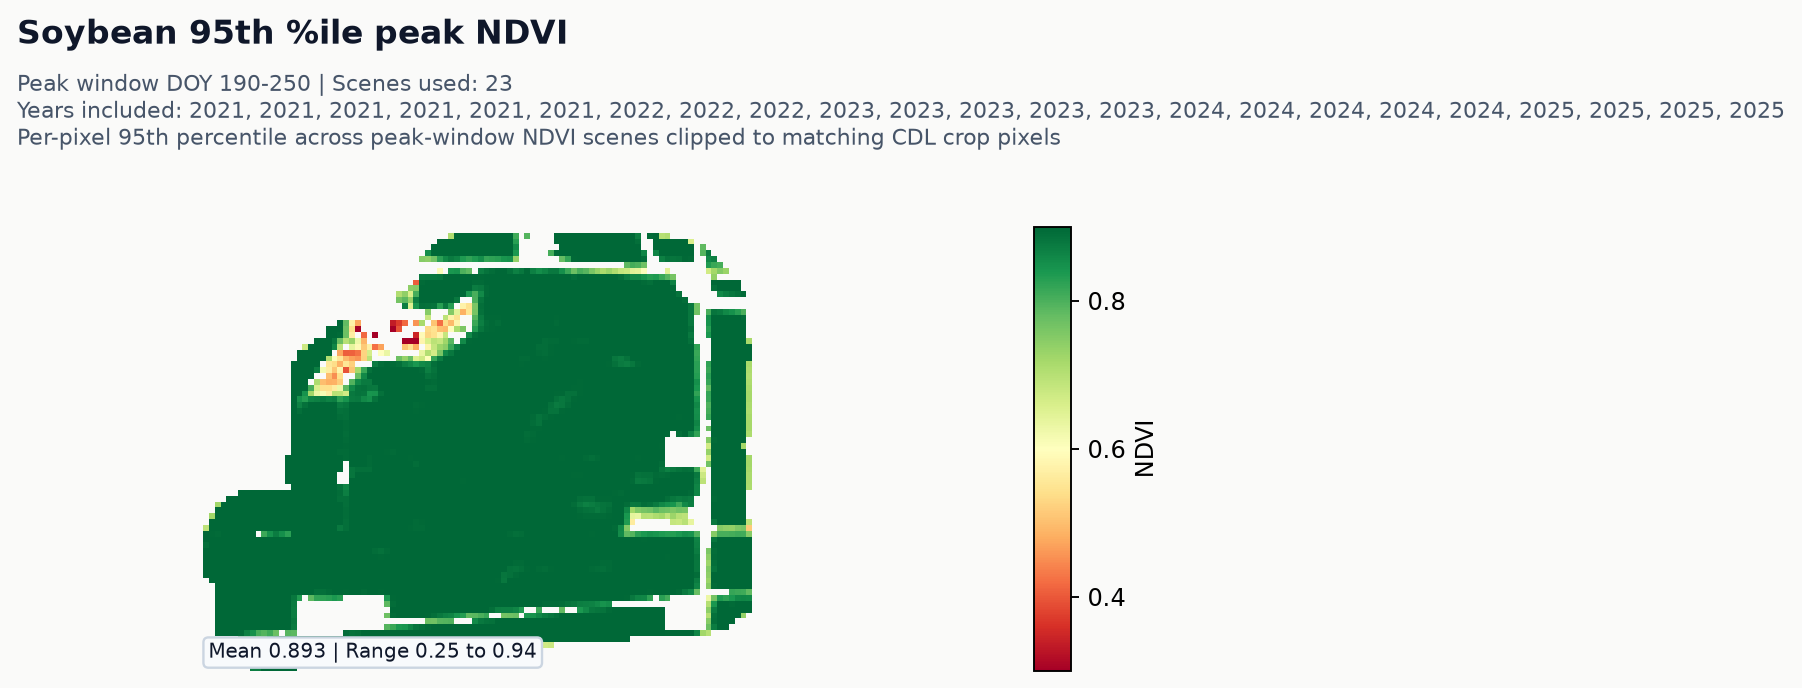 Soybean 95th %ile peak NDVI
Peak window DOY 190-250 | Scenes used: 23
Years included: 2021, 2021, 2021, 2021, 2021, 2021, 2022, 2022, 2022, 2023, 2023, 2023, 2023, 2023, 2024, 2024, 2024, 2024, 2024, 2025, 2025, 2025, 2025
Per-pixel 95th percentile across peak-window NDVI scenes clipped to matching CDL crop pixels
0.8
0.6
0.4
NDVI
Mean 0.893 | Range 0.25 to 0.94